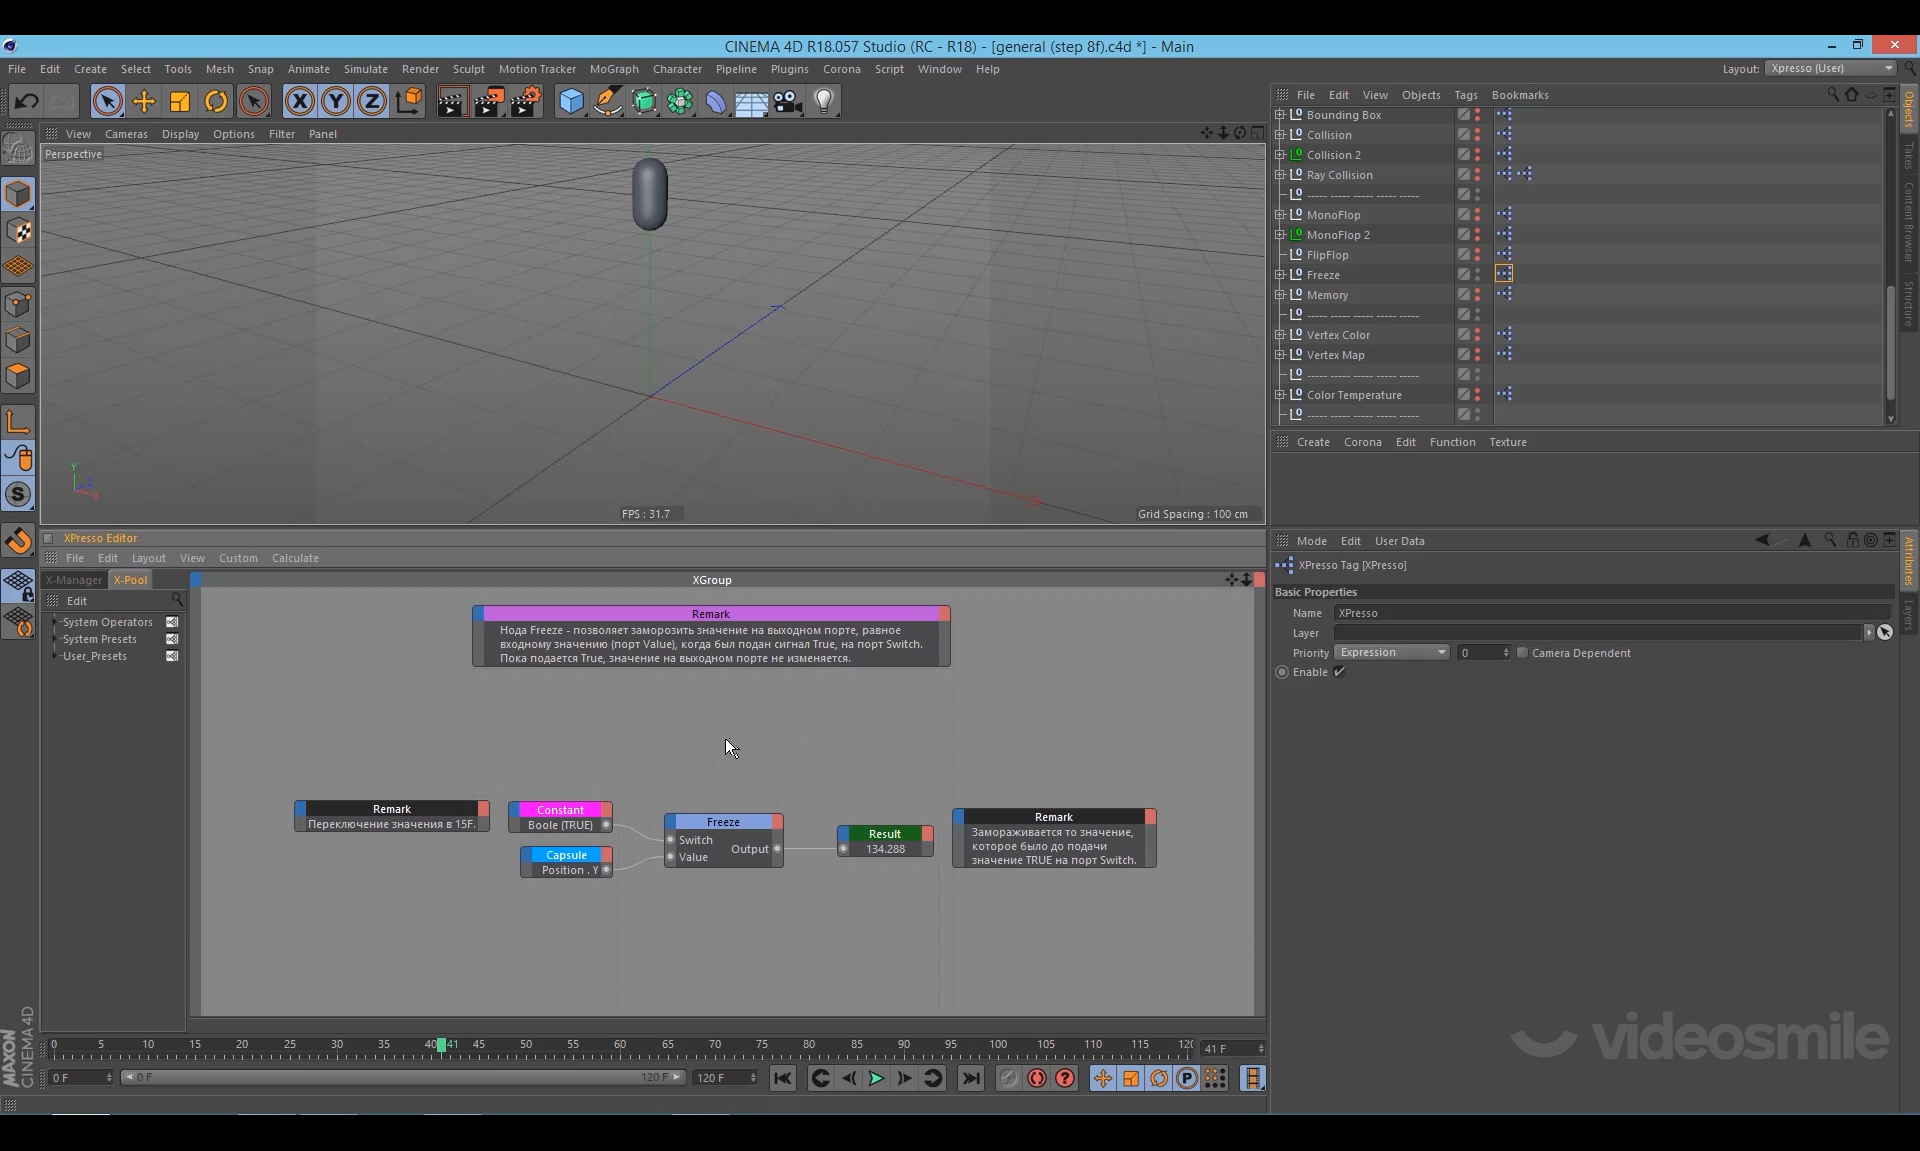 CINEMA 4D R18.057 Studio (RC - R18) - [general (step 8f).c4d *] - Main
File Edit Create Select Tools Mesh Snap Animate Simulate Render Sculpt Motion Tracker MoGraph Character Pipeline Plugins Corona Script Window Help
Layout: Xpresso (User)
View Cameras Display Options Filter Panel
Perspective
Y
Z
X
FPS : 31.7
Grid Spacing : 100 cm
File Edit View Objects Tags Bookmarks
Bounding Box
Collision
Collision 2
Ray Collision
----- ----- ----- ----- -----
MonoFlop
MonoFlop 2
FlipFlop
Freeze
Memory
----- ----- ----- ----- -----
Vertex Color
Vertex Map
----- ----- ----- ----- -----
Color Temperature
----- ----- ----- ----- -----
Objects
Takes
Content Browser
Structure
Create Corona Edit Function Texture
XPresso Editor
File Edit Layout View Custom Calculate
X-Manager X-Pool
Edit
System Operators
System Presets
User_Presets
XGroup
Remark
Нода Freeze - позволяет заморозить значение на выходном порте, равное
входному значению (порт Value), когда был подан сигнал True, на порт Switch.
Пока подается True, значение на выходном порте не изменяется.
Remark
Переключение значения в 15F.
Constant
Boole (TRUE)
Capsule
Position . Y
Freeze
Switch
Value
Output
Result
134.288
Remark
Замораживается то значение,
которое было до подачи
значение TRUE на порт Switch.
Mode Edit User Data
XPresso Tag [XPresso]
Basic Properties
Name XPresso
Layer
Priority Expression 0 Camera Dependent
Enable
Attributes
Layers
0 5 10 15 20 25 30 35 40 41 45 50 55 60 65 70 75 80 85 90 95 100 105 110 115 120
41 F
0 F
0 F
120 F
120 F
MAXON
CINEMA 4D
videosmile